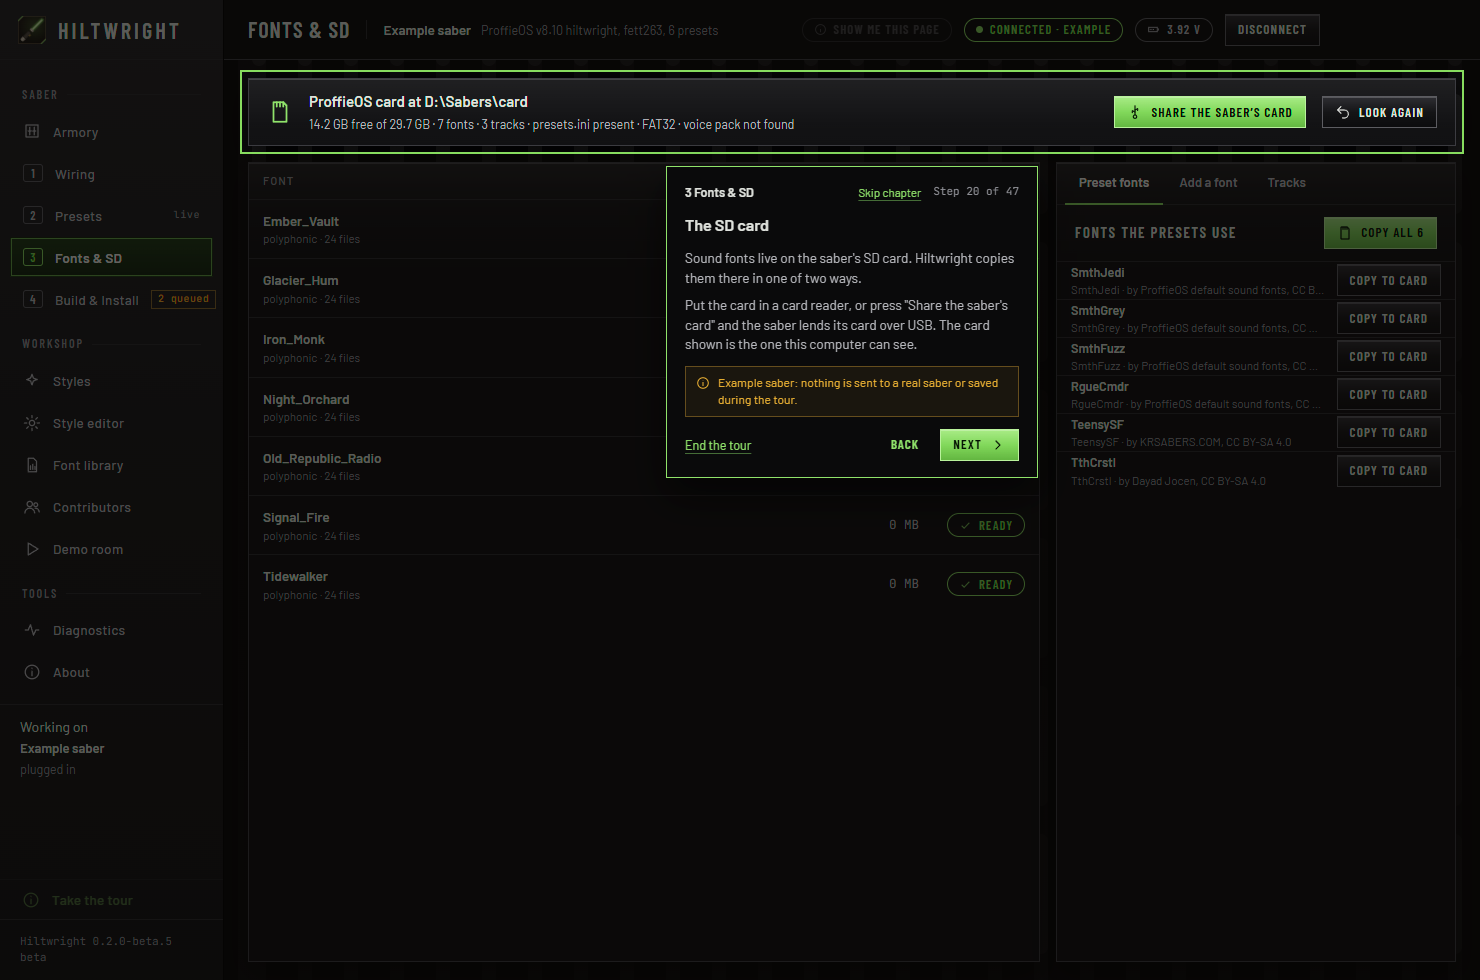 HILTWRIGHT
SABER
Armory
1 Wiring
2 Presets live
3 Fonts & SD
4 Build & Install 2 queued
WORKSHOP
Styles
Style editor
Font library
Contributors
Demo room
TOOLS
Diagnostics
About
Working on
Example saber
plugged in
Take the tour
Hiltwright 0.2.0-beta.5
beta
FONTS & SD
Example saber ProffieOS v8.10 hiltwright, fett263, 6 presets
SHOW ME THIS PAGE
CONNECTED · EXAMPLE
3.92 V
DISCONNECT
ProffieOS card at D:\Sabers\card
14.2 GB free of 29.7 GB · 7 fonts · 3 tracks · presets.ini present · FAT32 · voice pack not found
SHARE THE SABER'S CARD
LOOK AGAIN
FONT
Ember_Vault
polyphonic · 24 files
Glacier_Hum
polyphonic · 24 files
Iron_Monk
polyphonic · 24 files
Night_Orchard
polyphonic · 24 files
Old_Republic_Radio
polyphonic · 24 files
Signal_Fire
polyphonic · 24 files
0 MB READY
Tidewalker
polyphonic · 24 files
0 MB READY
3 Fonts & SD Skip chapter Step 20 of 47
The SD card
Sound fonts live on the saber's SD card. Hiltwright copies
them there in one of two ways.
Put the card in a card reader, or press "Share the saber's
card" and the saber lends its card over USB. The card
shown is the one this computer can see.
Example saber: nothing is sent to a real saber or saved
during the tour.
End the tour BACK NEXT
Preset fonts Add a font Tracks
FONTS THE PRESETS USE COPY ALL 6
SmthJedi
SmthJedi · by ProffieOS default sound fonts, CC B...
COPY TO CARD
SmthGrey
SmthGrey · by ProffieOS default sound fonts, CC ...
COPY TO CARD
SmthFuzz
SmthFuzz · by ProffieOS default sound fonts, CC ...
COPY TO CARD
RgueCmdr
RgueCmdr · by ProffieOS default sound fonts, CC ...
COPY TO CARD
TeensySF
TeensySF · by KRSABERS.COM, CC BY-SA 4.0
COPY TO CARD
TthCrstl
TthCrstl · by Dayad Jocen, CC BY-SA 4.0
COPY TO CARD